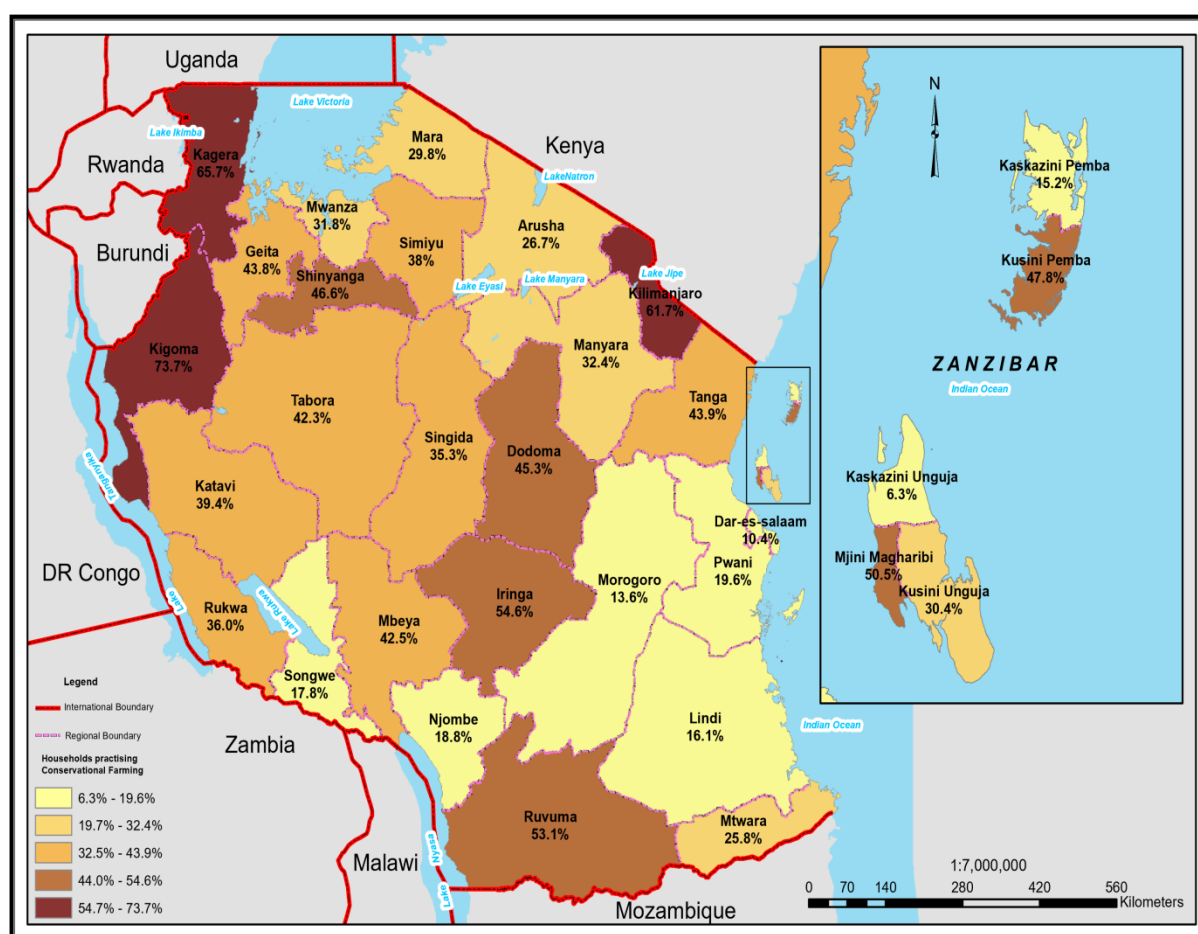 Uganda
Lake Victoria
Lake Ikimba
Kagera
65.7%
Rwanda
Burundi
Mara
29.8%
Kenya
LakeNatron
Mwanza
31.8%
Geita
43.8%
Simiyu
38%
Arusha
26.7%
Shinyanga
46.6%
Lake Eyasi
Lake Manyara
Lake Jipe
Kilimanjaro
61.7%
Kigoma
73.7%
Manyara
32.4%
Tabora
42.3%
Tanga
43.9%
Singida
35.3%
Dodoma
45.3%
Katavi
39.4%
Lake Tanganyika
DR Congo
Dar-es-salaam
10.4%
Pwani
19.6%
Morogoro
13.6%
Iringa
54.6%
Rukwa
36.0%
Lake Rukwa
Mbeya
42.5%
Songwe
17.8%
Njombe
18.8%
Lindi
16.1%
Indian Ocean
Zambia
Ruvuma
53.1%
Mtwara
25.8%
Malawi
Lake Nyasa
Mozambique
N
Kaskazini Pemba
15.2%
Kusini Pemba
47.8%
ZANZIBAR
Indian Ocean
Kaskazini Unguja
6.3%
Mjini Magharibi
50.5%
Kusini Unguja
30.4%
Legend
International Boundary
Regional Boundary
Households practising
Conservational Farming
6.3% - 19.6%
19.7% - 32.4%
32.5% - 43.9%
44.0% - 54.6%
54.7% - 73.7%
1:7,000,000
0 70 140 280 420 560
Kilometers